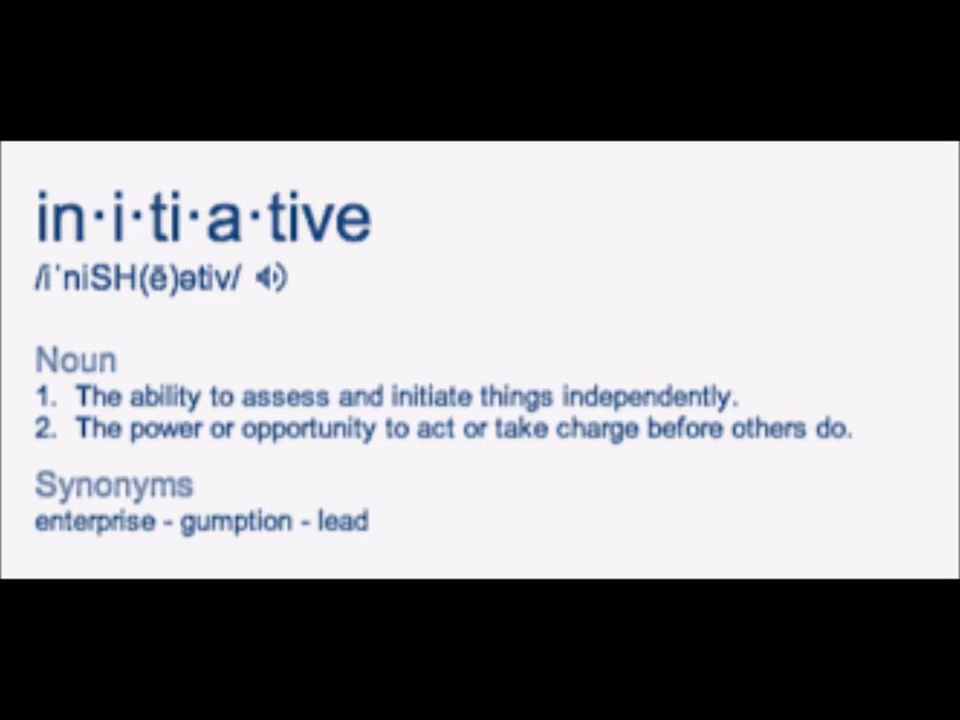 in·i·ti·a·tive
/iˈniSH(ē)ətiv/
Noun
1. The ability to assess and initiate things independently.
2. The power or opportunity to act or take charge before others do.
Synonyms
enterprise - gumption - lead